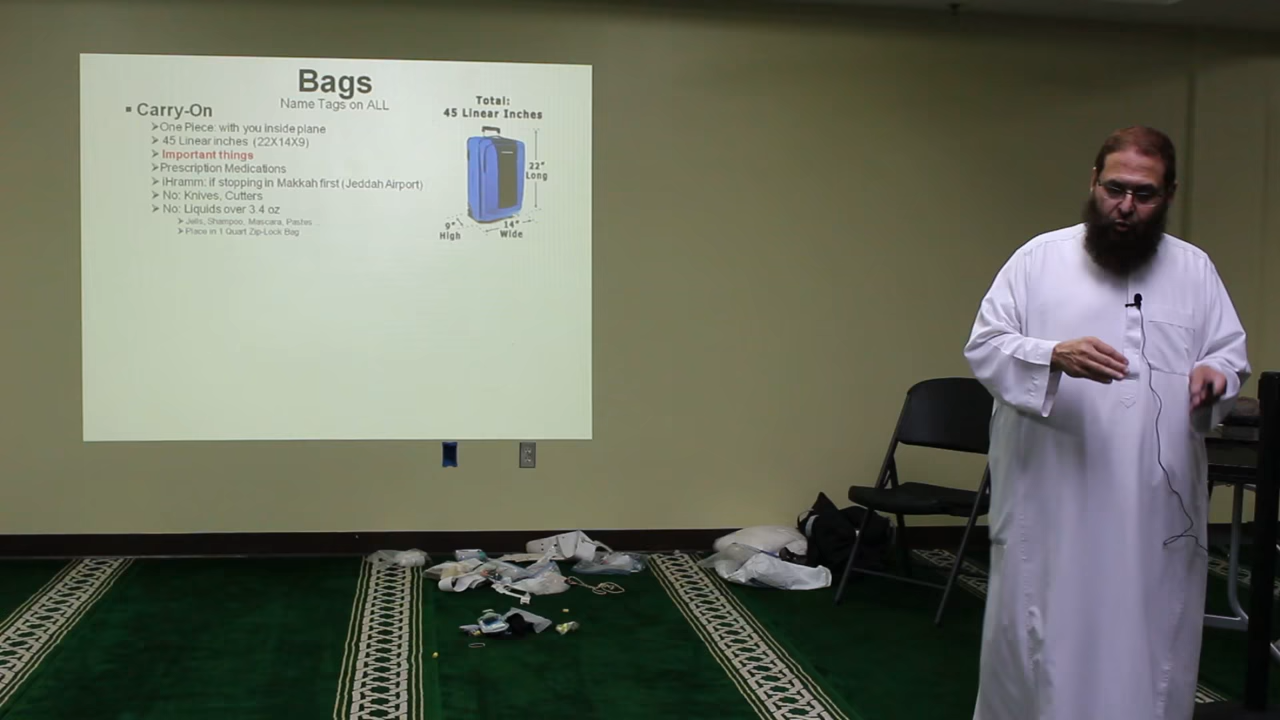 Bags
Name Tags on ALL
▪ Carry-On
➢One Piece: with you inside plane
➢ 45 Linear inches (22X14X9)
➢ Important things
➢Prescription Medications
➢ iHramm: if stopping in Makkah first (Jeddah Airport)
➢ No: Knives, Cutters
➢ No: Liquids over 3.4 oz
➢ Jells, Shampoo, Mascara, Pastes
➢ Place in 1 Quart Zip-Lock Bag
Total:
45 Linear Inches
22"
Long
9"
High
14"
Wide